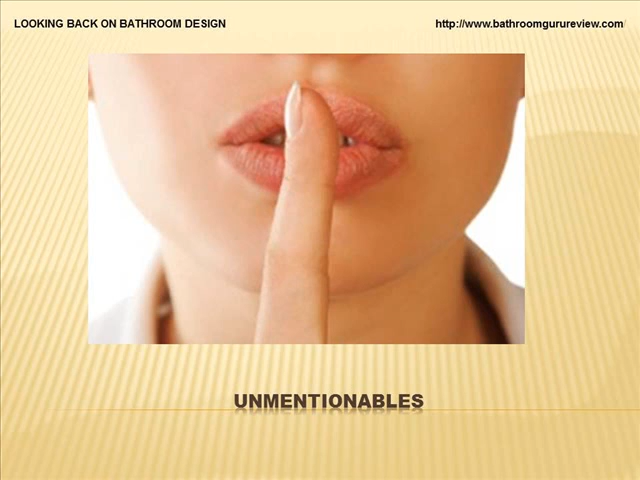 LOOKING BACK ON BATHROOM DESIGN
http://www.bathroomgurureview.com/
UNMENTIONABLES